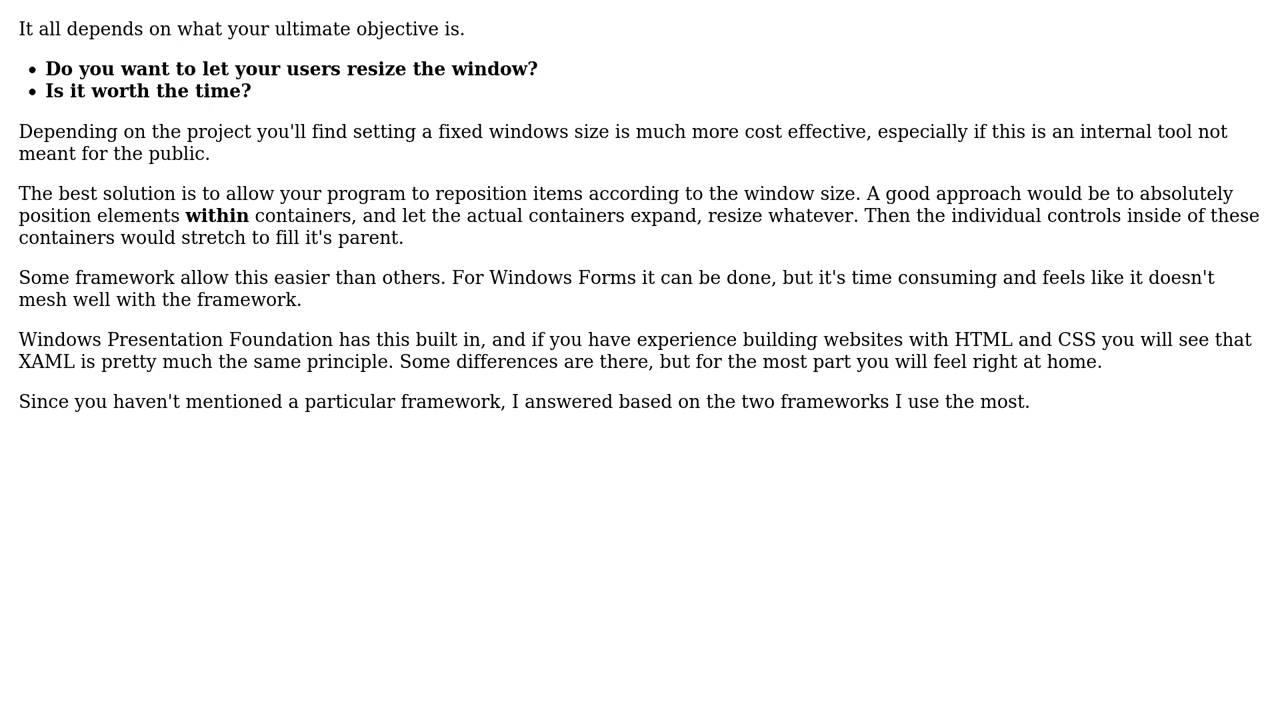 It all depends on what your ultimate objective is.
• Do you want to let your users resize the window?
• Is it worth the time?
Depending on the project you'll find setting a fixed windows size is much more cost effective, especially if this is an internal tool not
meant for the public.
The best solution is to allow your program to reposition items according to the window size. A good approach would be to absolutely
position elements within containers, and let the actual containers expand, resize whatever. Then the individual controls inside of these
containers would stretch to fill it's parent.
Some framework allow this easier than others. For Windows Forms it can be done, but it's time consuming and feels like it doesn't
mesh well with the framework.
Windows Presentation Foundation has this built in, and if you have experience building websites with HTML and CSS you will see that
XAML is pretty much the same principle. Some differences are there, but for the most part you will feel right at home.
Since you haven't mentioned a particular framework, I answered based on the two frameworks I use the most.